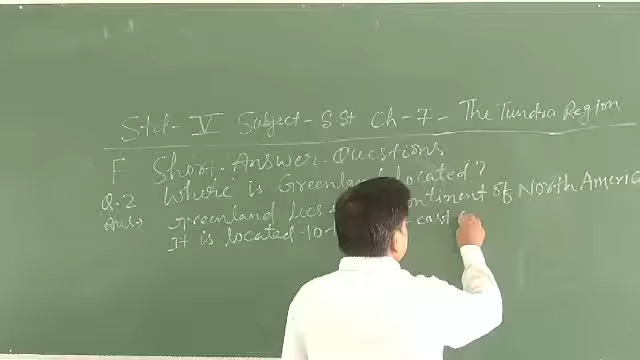 Std- V Subject- S.St Ch-7- The Tundra Region
F Short-Answer-Questions
Q.2 Where is Greenland located?
Ans→ Greenland lies continent of North America
It is located east